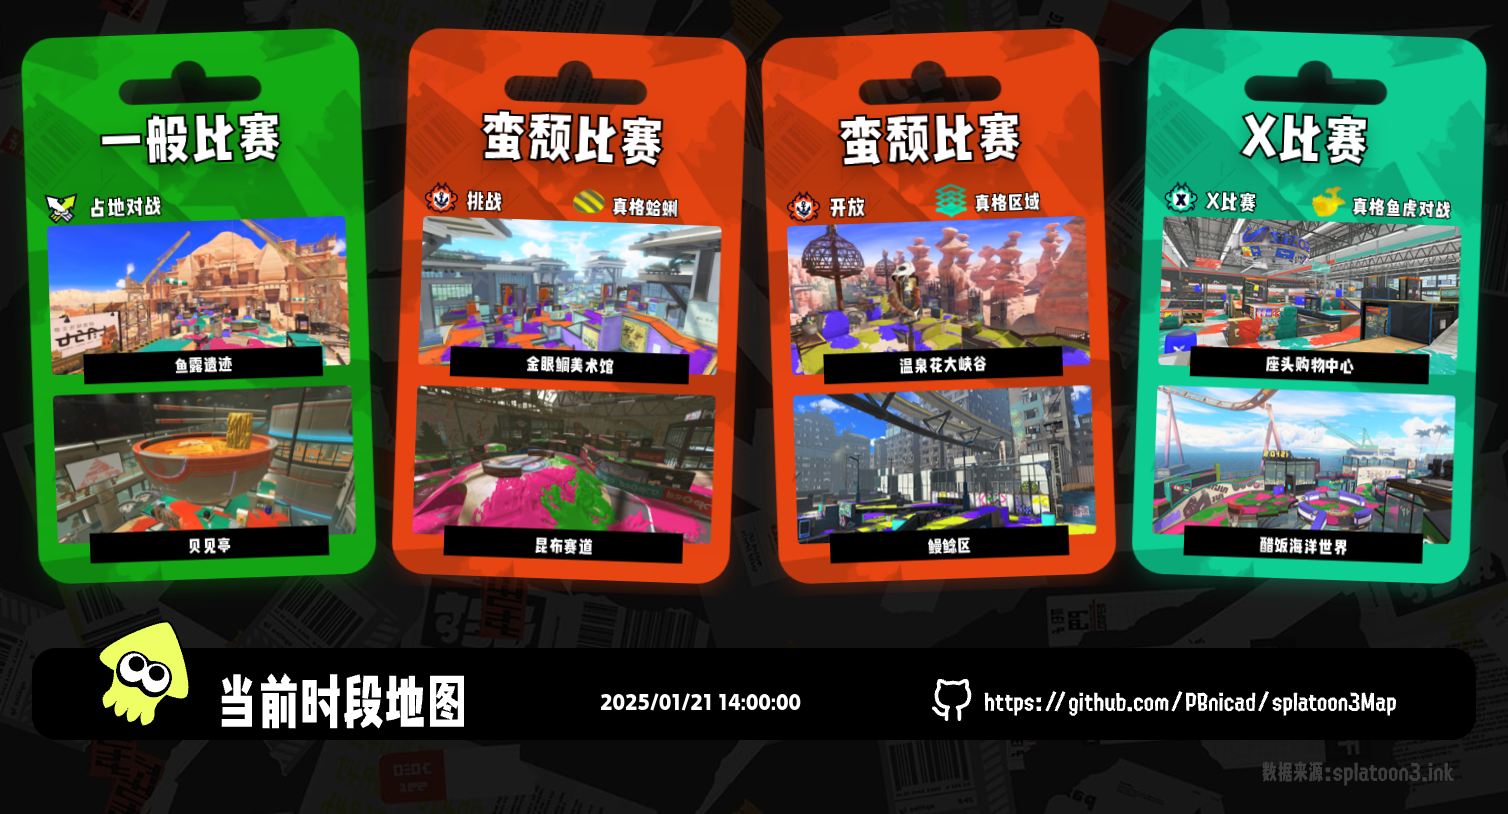 一般比赛
占地对战
鱼露遗迹
贝见亭
蛮颓比赛
挑战
真格蛤蜊
金眼鲷美术馆
昆布赛道
蛮颓比赛
开放
真格区域
温泉花大峡谷
鳗鲶区
X比赛
X比赛
真格鱼虎对战
座头购物中心
醋饭海洋世界
当前时段地图
2025/01/21 14:00:00
https://github.com/PBnicad/splatoon3Map
数据来源:splatoon3.ink